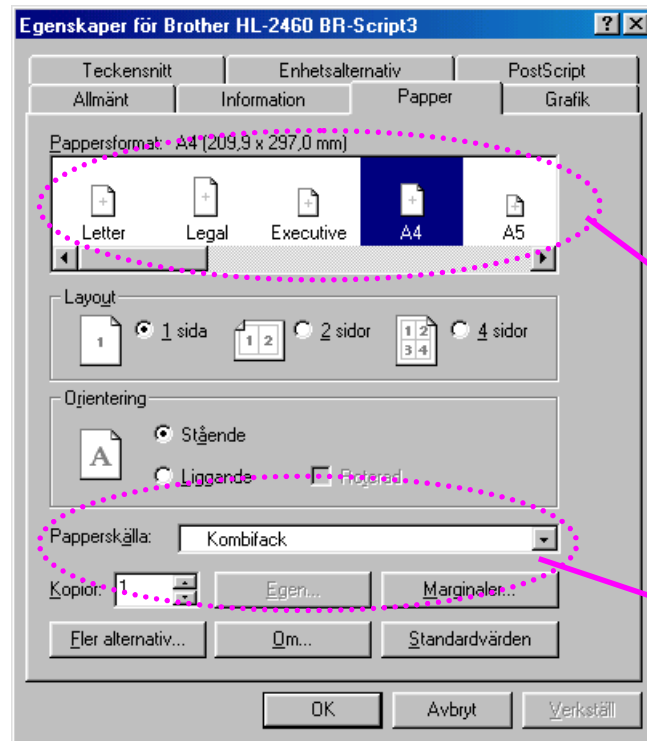 Egenskaper för Brother HL-2460 BR-Script3
Teckensnitt Enhetsalternativ PostScript
Allmänt Information Papper Grafik
Pappersformat: A4 (209,9 x 297,0 mm)
Letter Legal Executive A4 A5
Layout
1 1 sida 1 2 2 sidor 1 2 3 4 4 sidor
Orientering
A Stående
Liggande Roterad
Papperskälla: Kombifack
Kopior: 1 Egen... Marginaler...
Fler alternativ... Om... Standardvärden
OK Avbryt Verkställ